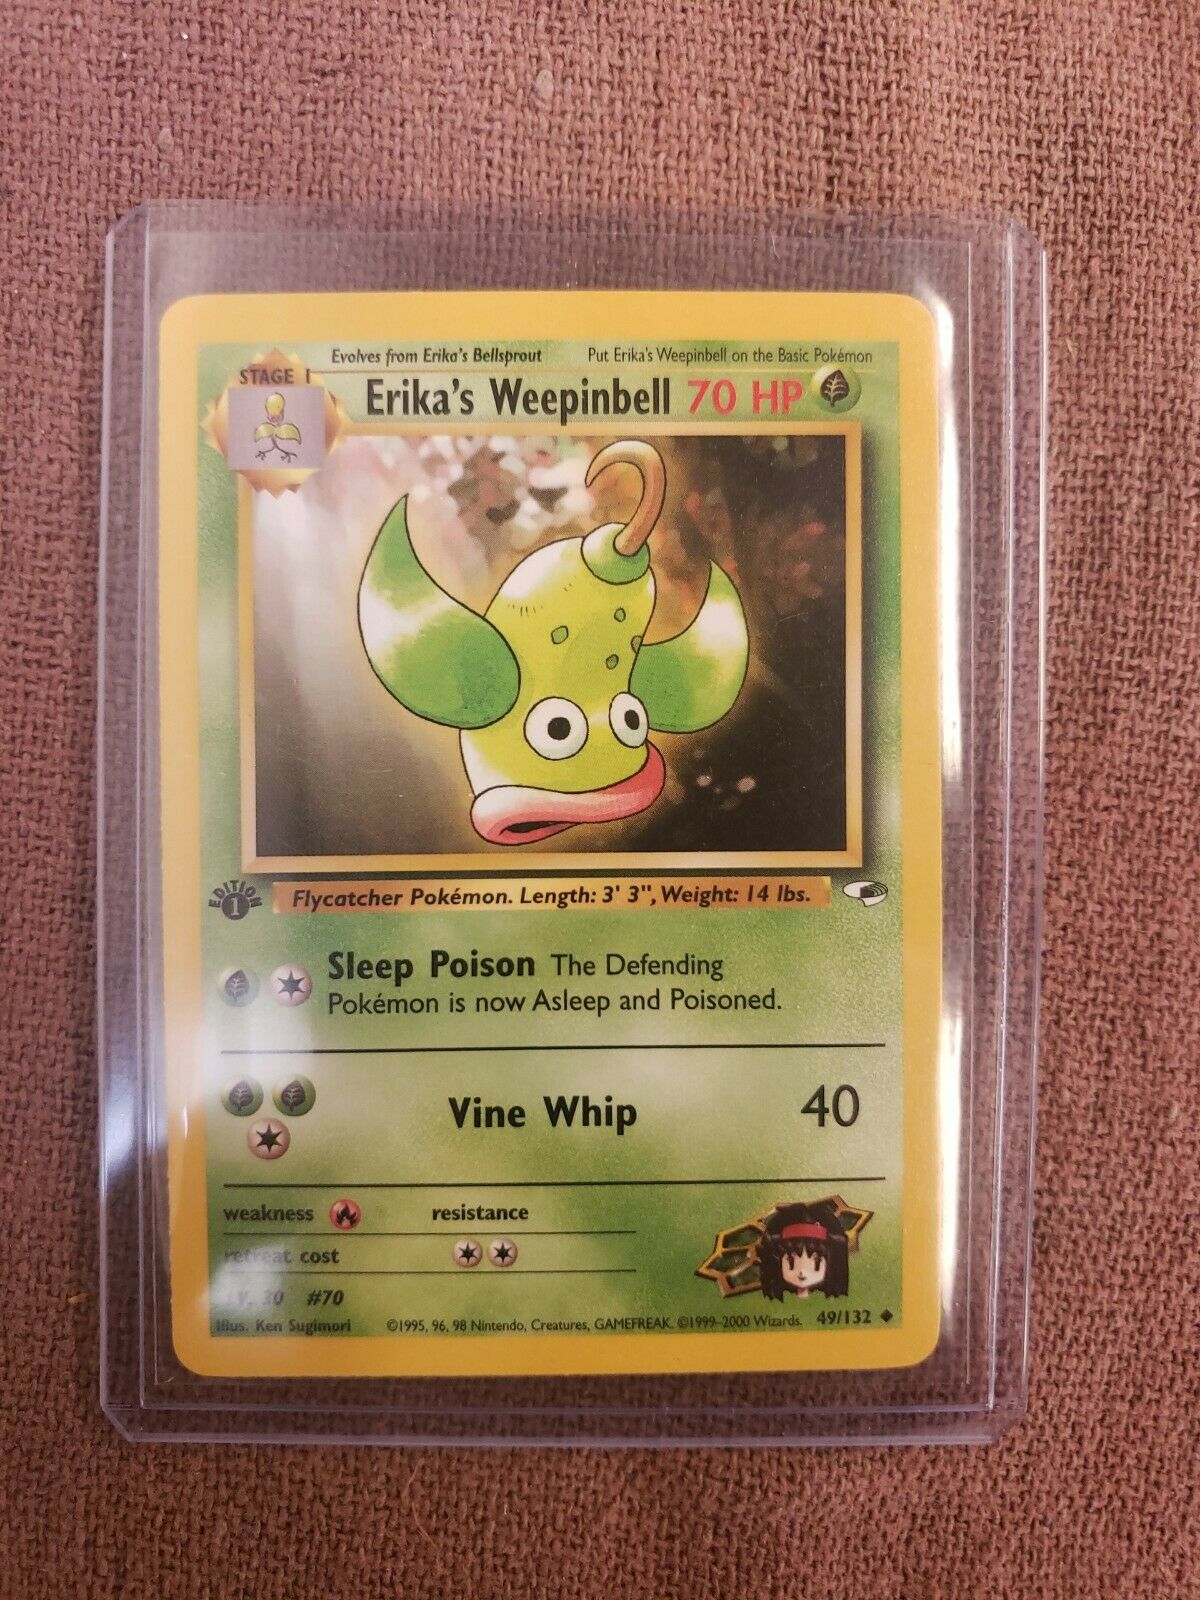 Evolves from Erika's Bellsprout Put Erika's Weepinbell on the Basic Pokémon
STAGE 1
Erika's Weepinbell 70 HP
EDITION
1
Flycatcher Pokémon. Length: 3' 3", Weight: 14 lbs.
Sleep Poison The Defending
Pokémon is now Asleep and Poisoned.
Vine Whip 40
weakness resistance
retreat cost
LV. 30 #70
Illus. Ken Sugimori ©1995, 96, 98 Nintendo, Creatures, GAMEFREAK. ©1999-2000 Wizards. 49/132